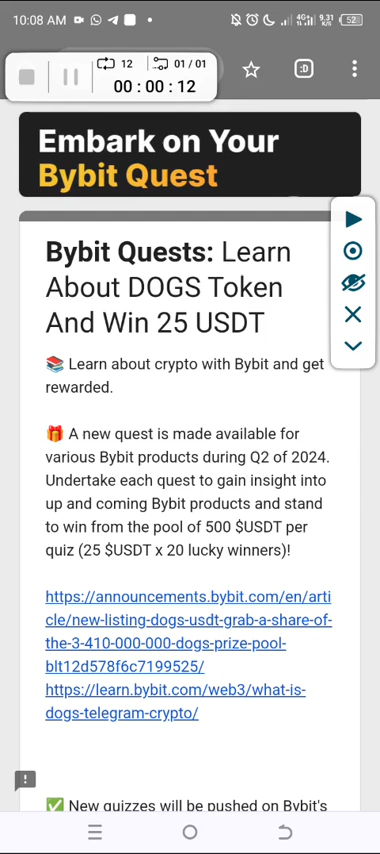 10:08 AM
4G+
9.31
K/S
52
12
01 / 01
00 : 00 : 12
:D
Embark on Your
Bybit Quest
Bybit Quests: Learn
About DOGS Token
And Win 25 USDT
📚 Learn about crypto with Bybit and get
rewarded.
🎁 A new quest is made available for
various Bybit products during Q2 of 2024.
Undertake each quest to gain insight into
up and coming Bybit products and stand
to win from the pool of 500 $USDT per
quiz (25 $USDT x 20 lucky winners)!
https://announcements.bybit.com/en/arti
cle/new-listing-dogs-usdt-grab-a-share-of-
the-3-410-000-000-dogs-prize-pool-
blt12d578f6c7199525/
https://learn.bybit.com/web3/what-is-
dogs-telegram-crypto/
✅ New quizzes will be pushed on Bybit's